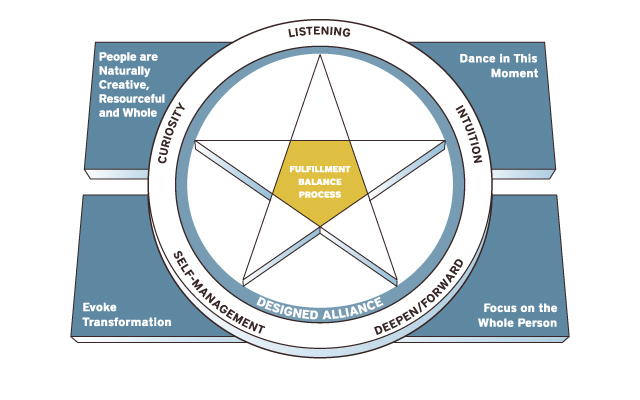 LISTENING
People are
Naturally
Creative,
Resourceful
and Whole
Dance in This
Moment
CURIOSITY
INTUITION
FULFILLMENT
BALANCE
PROCESS
SELF-MANAGEMENT
DEEPEN/FORWARD
DESIGNED ALLIANCE
Evoke
Transformation
Focus on the
Whole Person